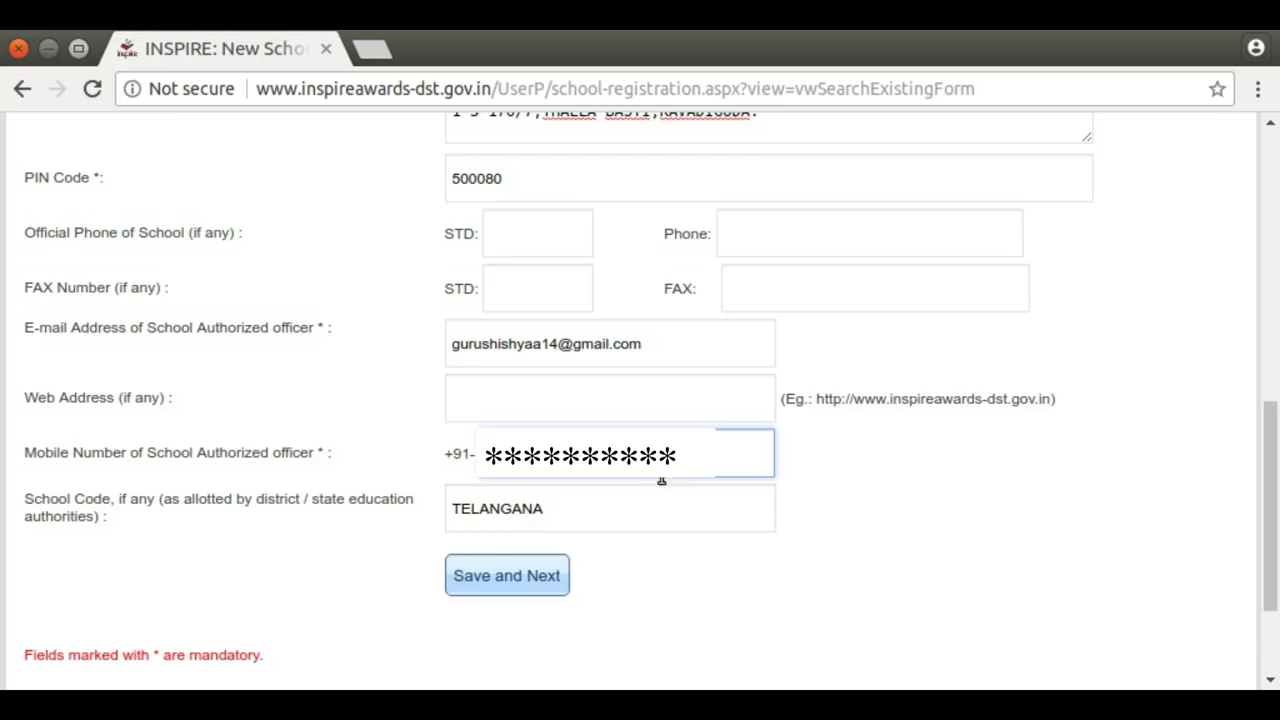 INSPIRE: New Scho
Not secure www.inspireawards-dst.gov.in/UserP/school-registration.aspx?view=vwSearchExistingForm
PIN Code *: 500080
Official Phone of School (if any) : STD: Phone:
FAX Number (if any) : STD: FAX:
E-mail Address of School Authorized officer * :
gurushishyaa14@gmail.com
Web Address (if any) : (Eg.: http://www.inspireawards-dst.gov.in)
Mobile Number of School Authorized officer * : +91- **********
School Code, if any (as allotted by district / state education
authorities) :
TELANGANA
Save and Next
Fields marked with * are mandatory.